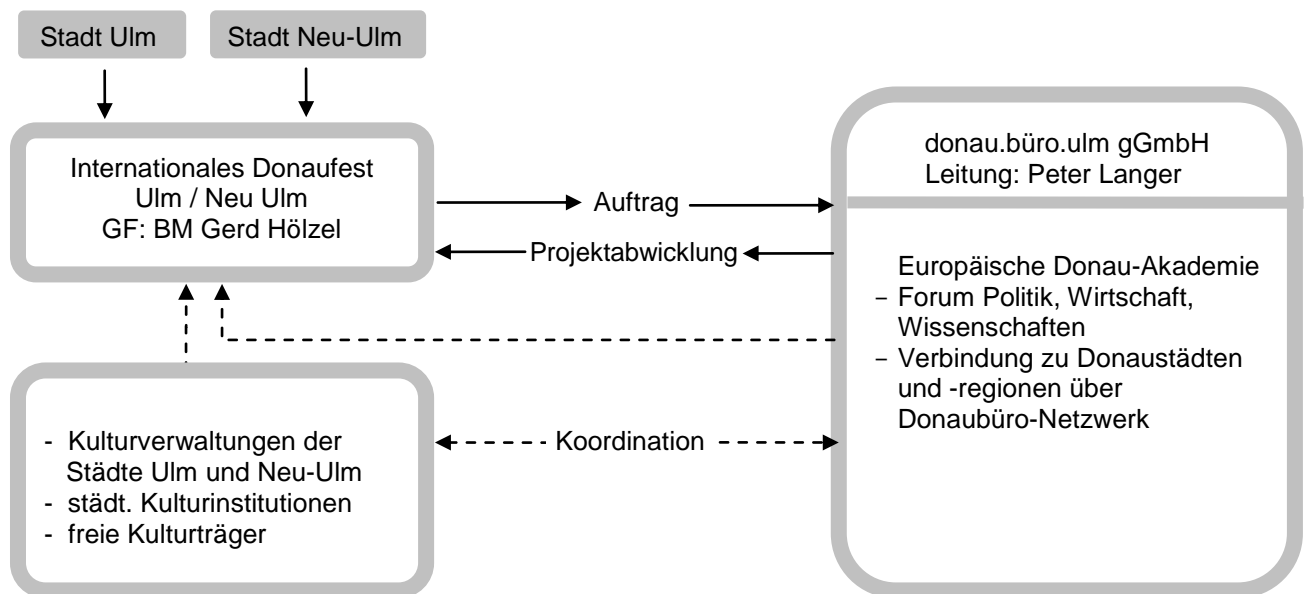 Stadt Ulm
Stadt Neu-Ulm
Internationales Donaufest
Ulm / Neu Ulm
GF: BM Gerd Hölzel
Auftrag
Projektabwicklung
donau.büro.ulm gGmbH
Leitung: Peter Langer
Europäische Donau-Akademie
– Forum Politik, Wirtschaft,
Wissenschaften
– Verbindung zu Donaustädten
und -regionen über
Donaubüro-Netzwerk
- Kulturverwaltungen der
Städte Ulm und Neu-Ulm
- städt. Kulturinstitutionen
- freie Kulturträger
Koordination